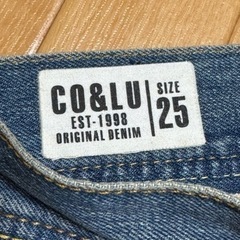 CO&LU
EST-1998
ORIGINAL DENIM
SIZE
25